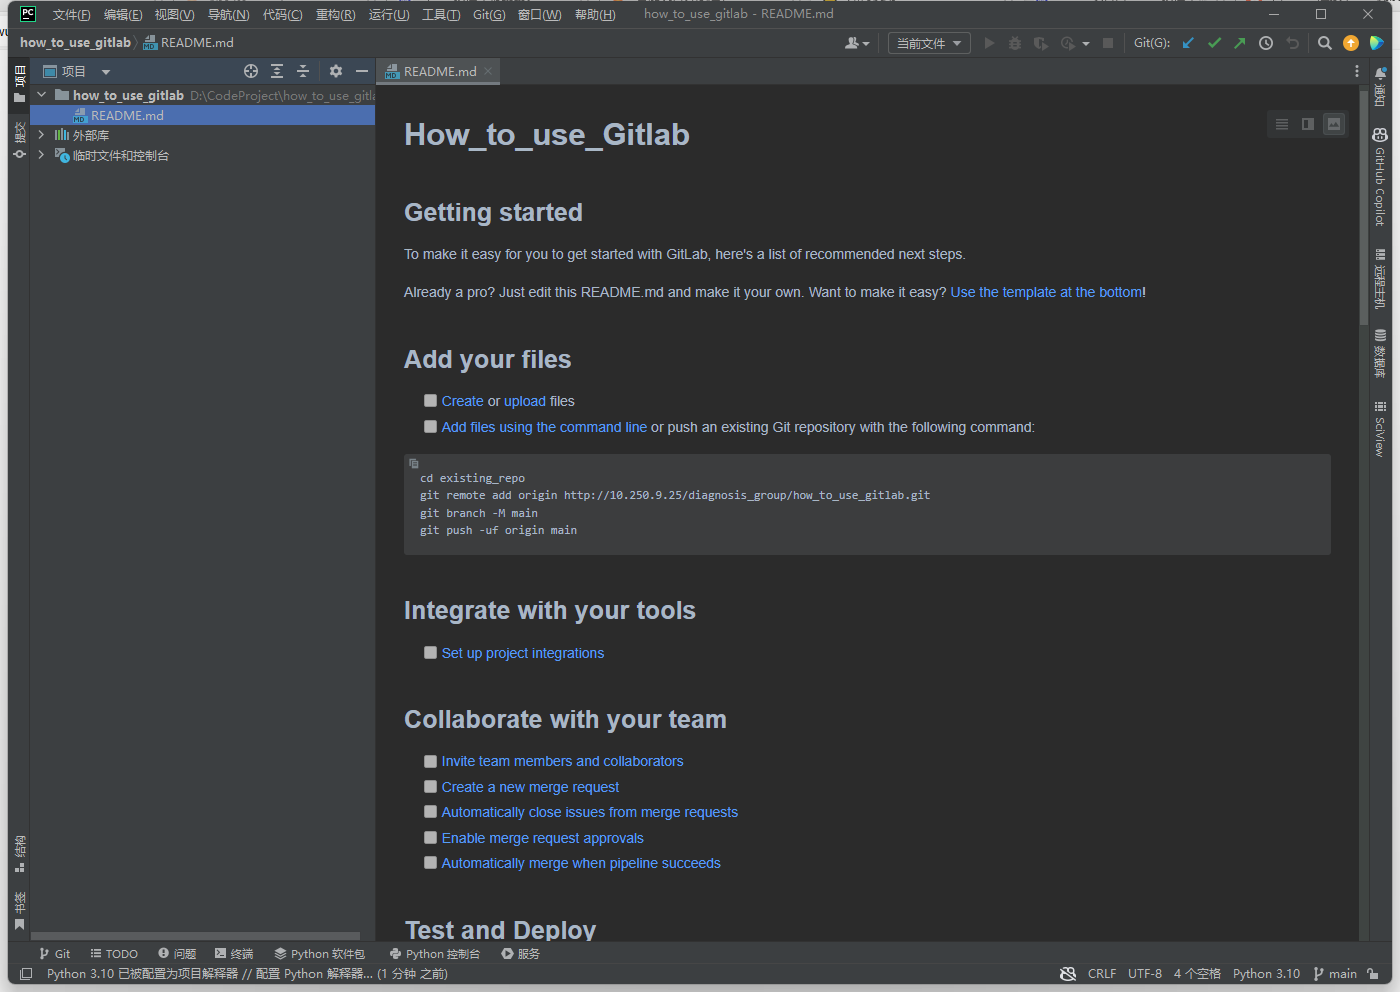 PC 文件(F) 编辑(E) 视图(V) 导航(N) 代码(C) 重构(R) 运行(U) 工具(T) Git(G) 窗口(W) 帮助(H) how_to_use_gitlab - README.md
how_to_use_gitlab README.md 当前文件 Git(G):
项目
README.md
how_to_use_gitlab D:\CodeProject\how_to_use_gitla
README.md
外部库
临时文件和控制台
项目
提交
结构
书签
How_to_use_Gitlab
Getting started
To make it easy for you to get started with GitLab, here's a list of recommended next steps.
Already a pro? Just edit this README.md and make it your own. Want to make it easy? Use the template at the bottom!
Add your files
Create or upload files
Add files using the command line or push an existing Git repository with the following command:
cd existing_repo
git remote add origin http://10.250.9.25/diagnosis_group/how_to_use_gitlab.git
git branch -M main
git push -uf origin main
Integrate with your tools
Set up project integrations
Collaborate with your team
Invite team members and collaborators
Create a new merge request
Automatically close issues from merge requests
Enable merge request approvals
Automatically merge when pipeline succeeds
Test and Deploy
通知
GitHub Copilot
远程主机
数据库
SciView
Git TODO 问题 终端 Python 软件包 Python 控制台 服务
Python 3.10 已被配置为项目解释器 // 配置 Python 解释器... (1 分钟 之前) CRLF UTF-8 4 个空格 Python 3.10 main